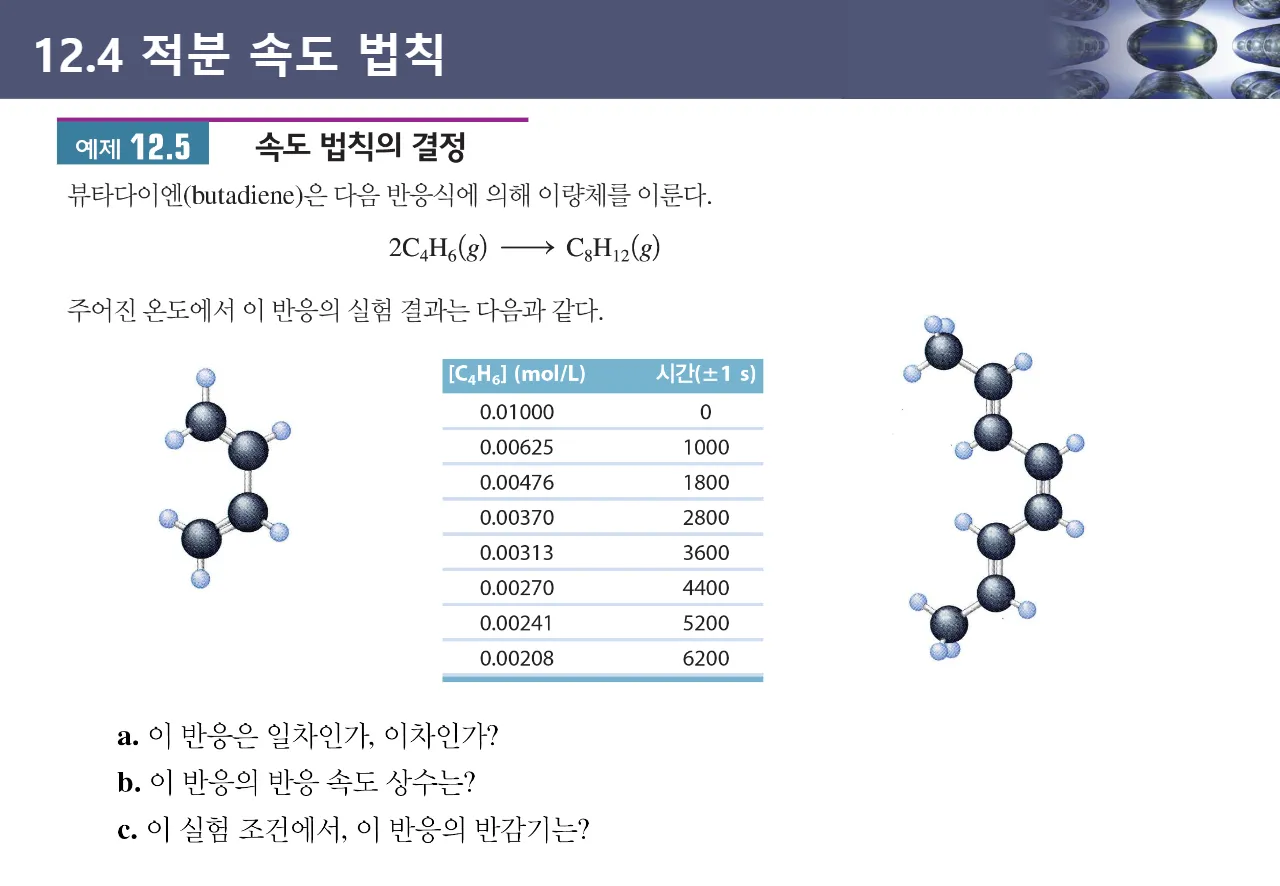 12.4 적분 속도 법칙
예제 12.5 속도 법칙의 결정
뷰타다이엔(butadiene)은 다음 반응식에 의해 이량체를 이룬다.
2C₄H₆(g) ⟶ C₈H₁₂(g)
주어진 온도에서 이 반응의 실험 결과는 다음과 같다.
[C₄H₆] (mol/L) 시간(±1 s)
0.01000 0
0.00625 1000
0.00476 1800
0.00370 2800
0.00313 3600
0.00270 4400
0.00241 5200
0.00208 6200
a. 이 반응은 일차인가, 이차인가?
b. 이 반응의 반응 속도 상수는?
c. 이 실험 조건에서, 이 반응의 반감기는?